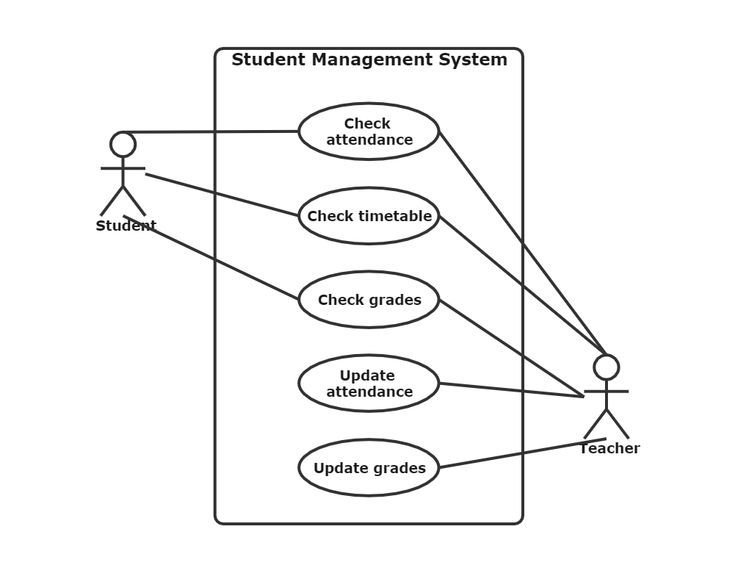 Student Management System
Check
attendance
Check timetable
Student
Check grades
Update
attendance
Teacher
Update grades